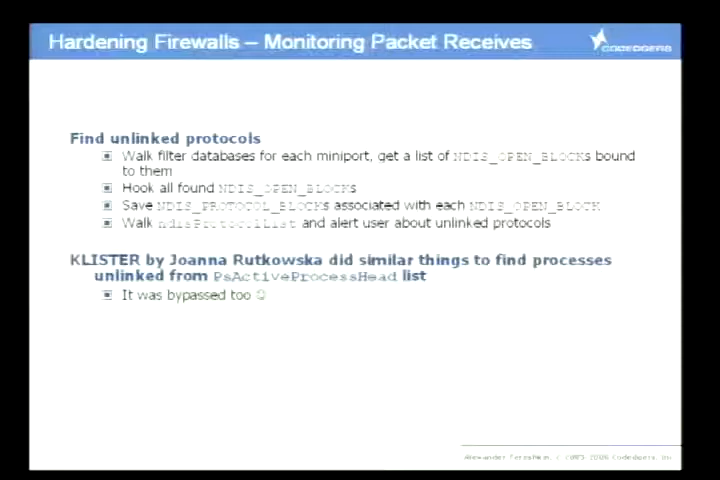 Hardening Firewalls – Monitoring Packet Receives
CODEDGERS
Find unlinked protocols
Walk filter databases for each miniport, get a list of NDIS_OPEN_BLOCKs bound
to them
Hook all found NDIS_OPEN_BLOCKs
Save NDIS_PROTOCOL_BLOCKs associated with each NDIS_OPEN_BLOCK
Walk ndisProtocolList and alert user about unlinked protocols
KLISTER by Joanna Rutkowska did similar things to find processes
unlinked from PsActiveProcessHead list
It was bypassed too ☺
Alexander